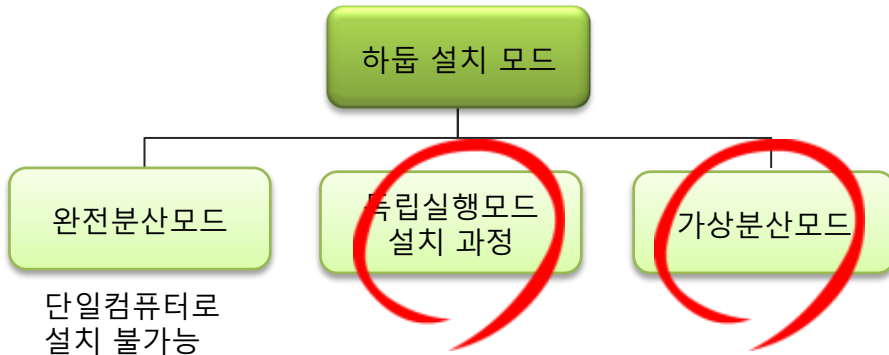 하둡 설치 모드
완전분산모드
독립실행모드
설치 과정
가상분산모드
단일컴퓨터로
설치 불가능